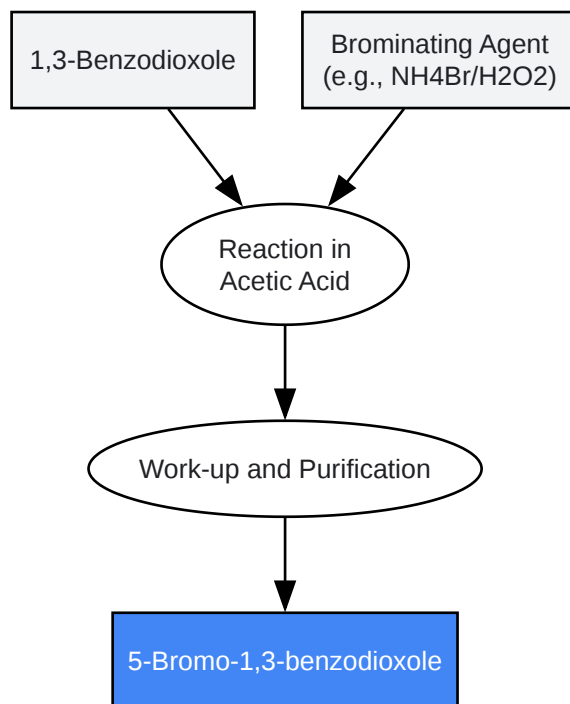 1,3-Benzodioxole
Brominating Agent
(e.g., NH4Br/H2O2)
Reaction in
Acetic Acid
Work-up and Purification
5-Bromo-1,3-benzodioxole